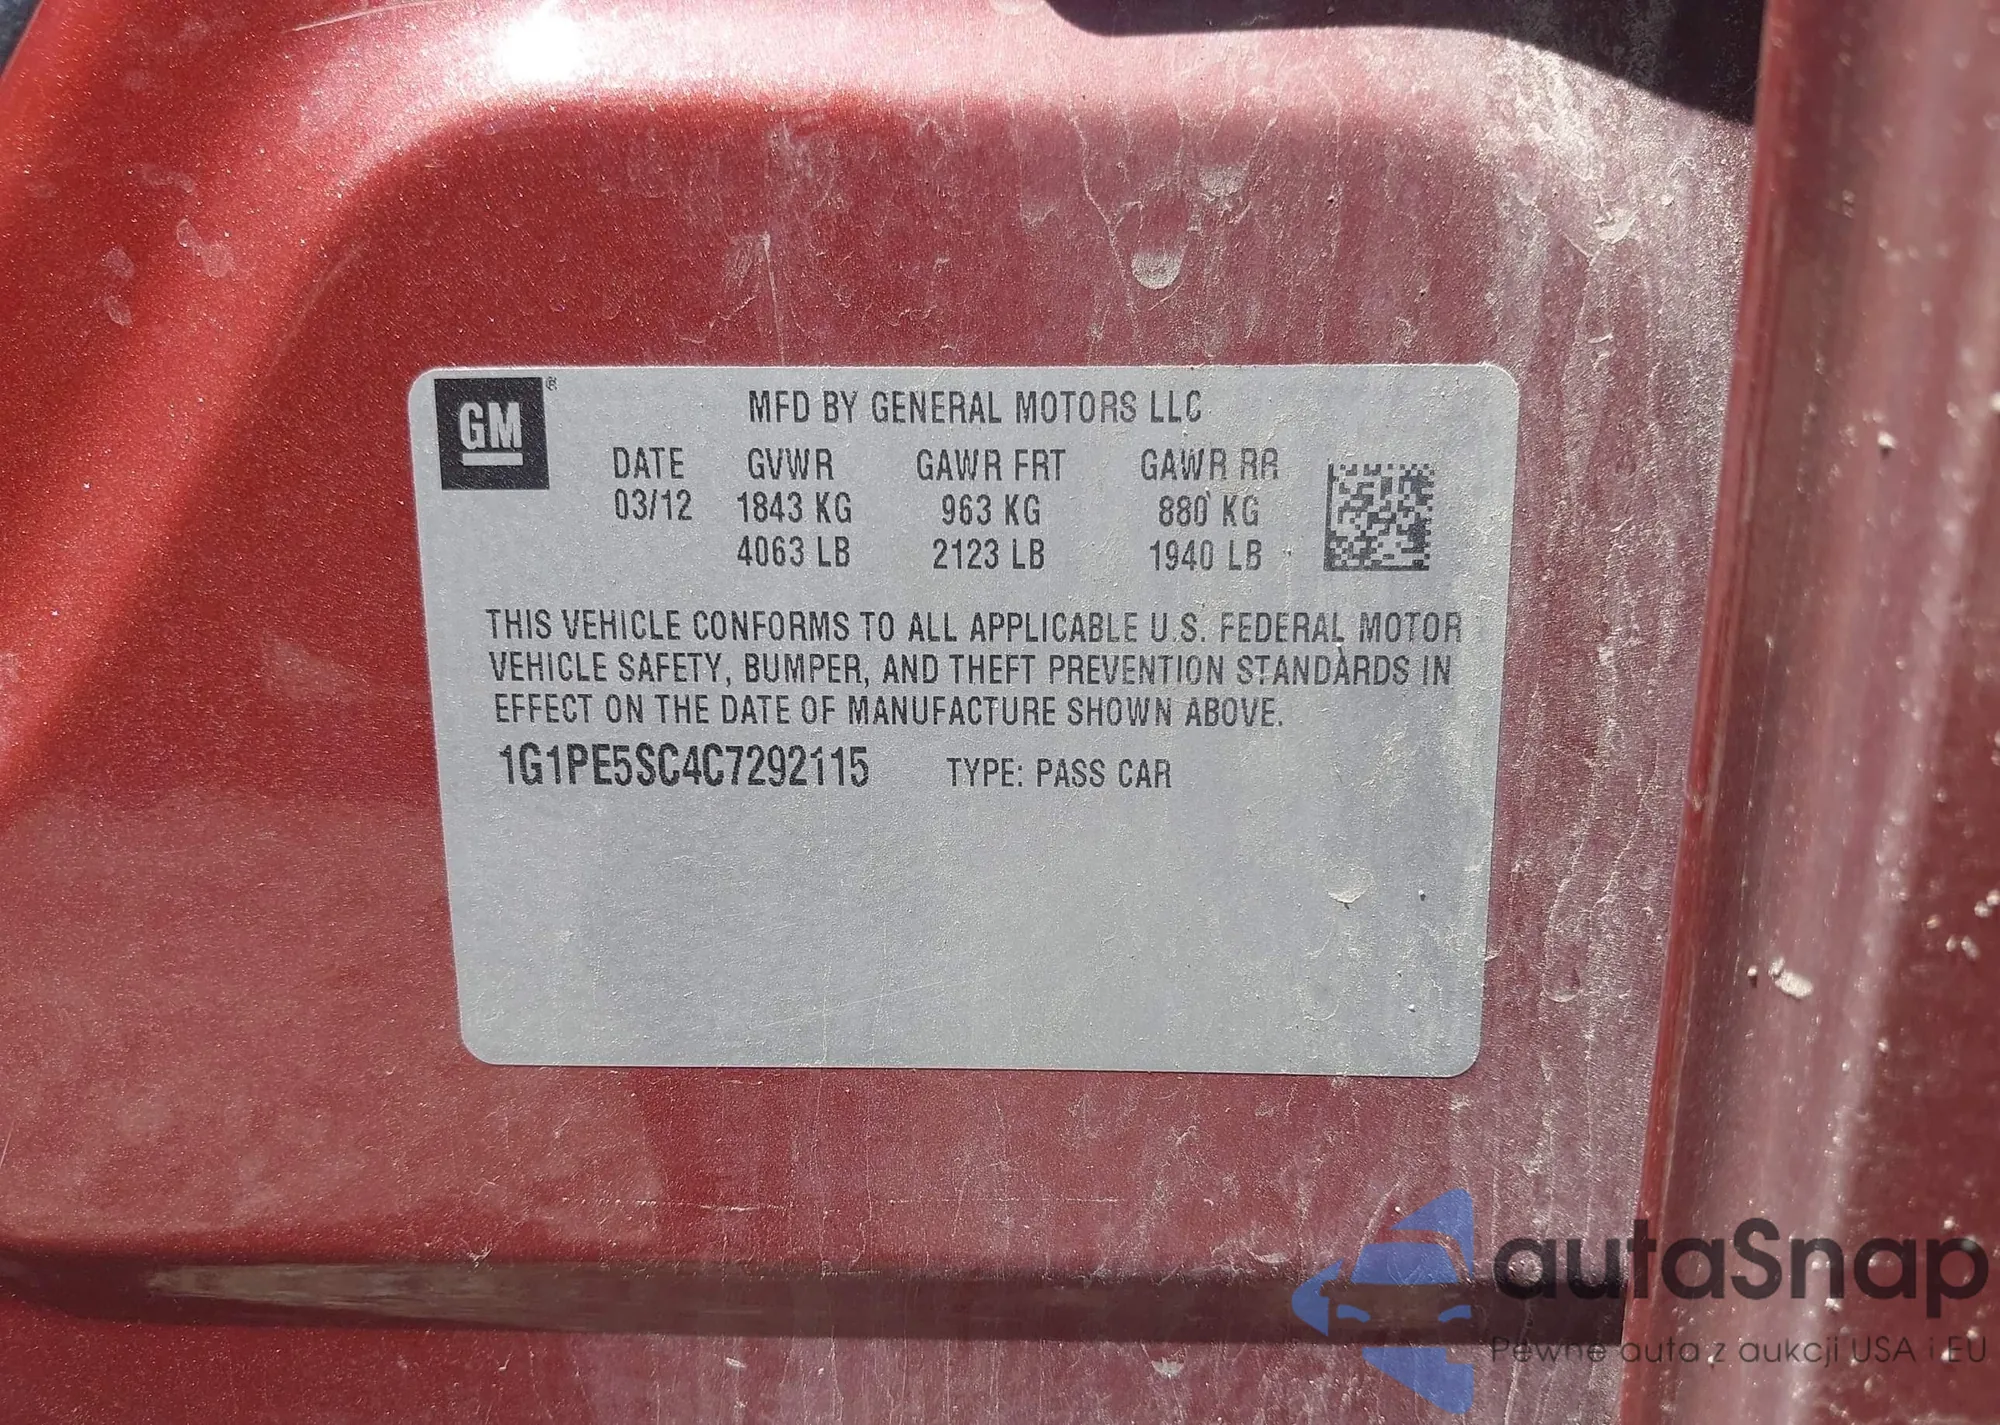 GM®
MFD BY GENERAL MOTORS LLC
DATE GVWR GAWR FRT GAWR RR
03/12 1843 KG 963 KG 880 KG
4063 LB 2123 LB 1940 LB
THIS VEHICLE CONFORMS TO ALL APPLICABLE U.S. FEDERAL MOTOR
VEHICLE SAFETY, BUMPER, AND THEFT PREVENTION STANDARDS IN
EFFECT ON THE DATE OF MANUFACTURE SHOWN ABOVE.
1G1PE5SC4C7292115 TYPE: PASS CAR
autaSnap
Pewne auta z aukcji USA i EU